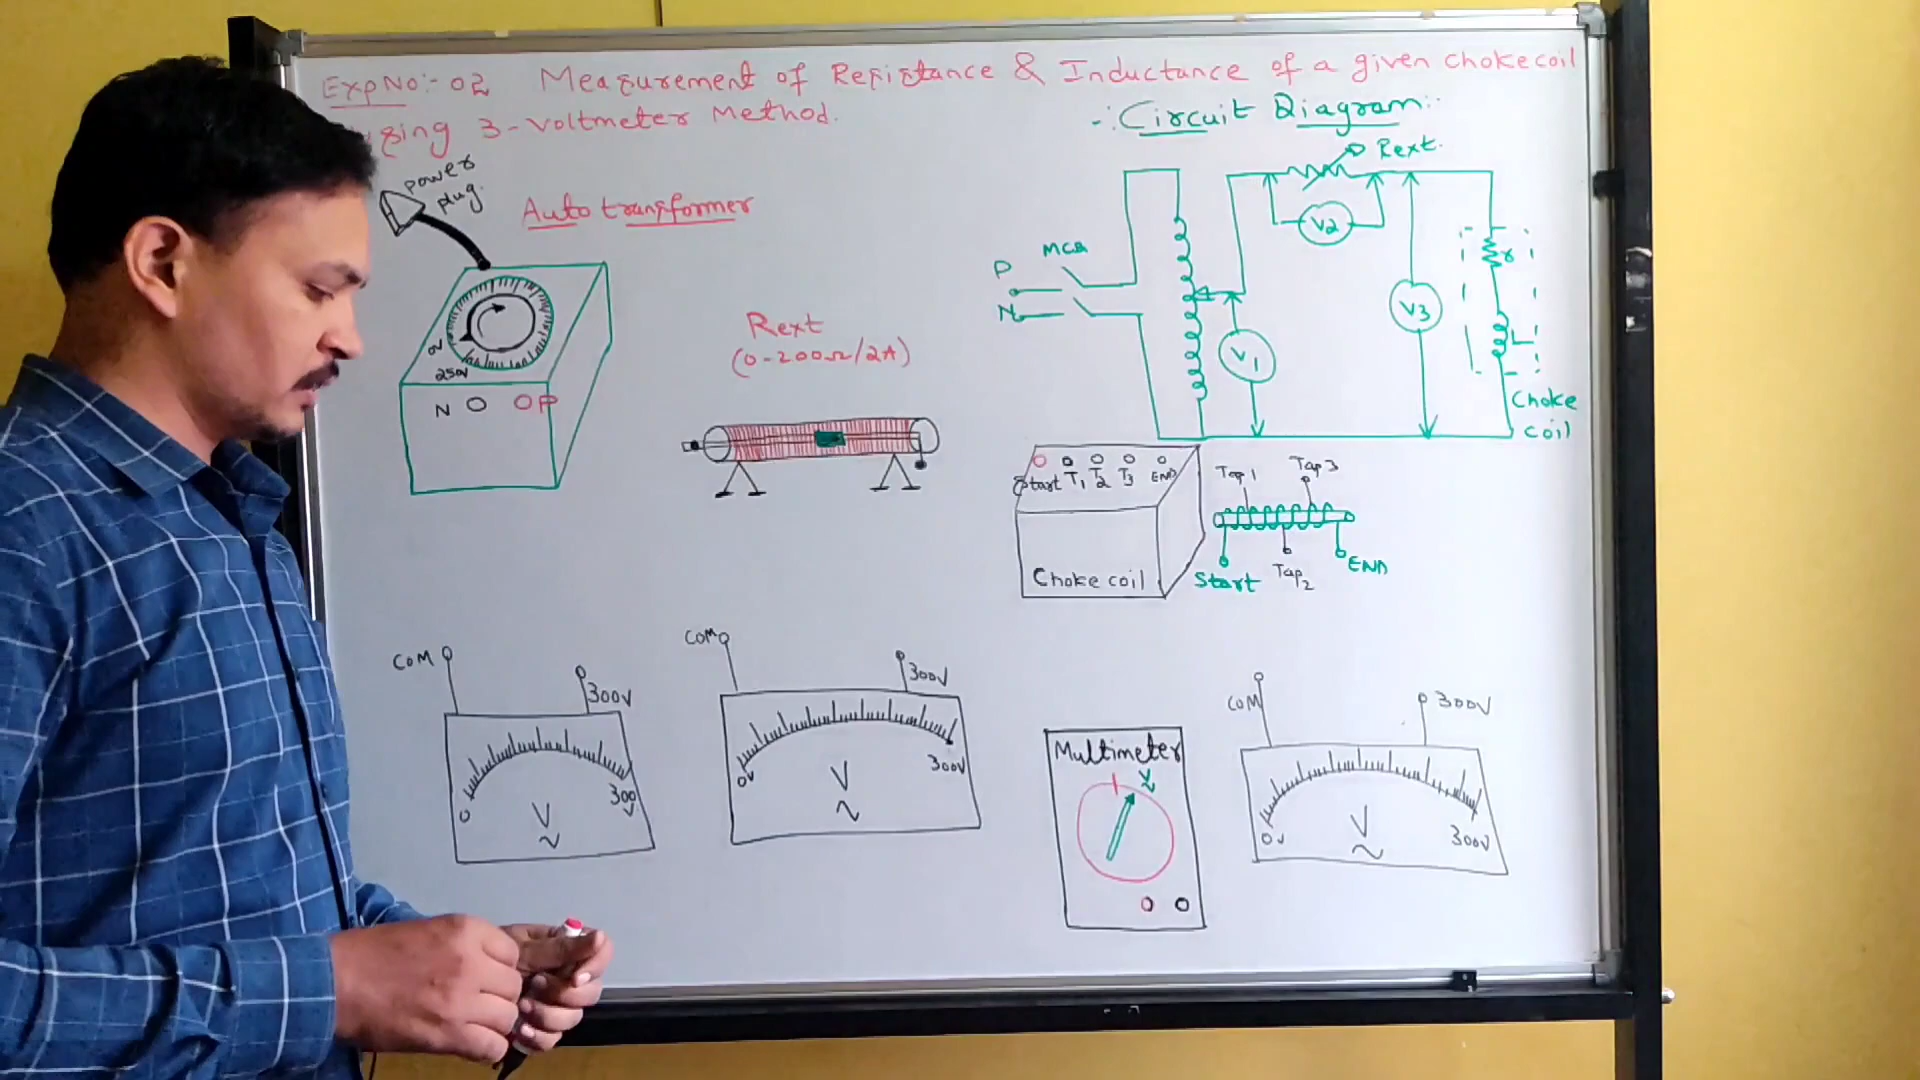 Exp No:- 02 Measurement of Resistance & Inductance of a given choke coil
using 3-Voltmeter Method.
-: Circuit Diagram:-
power
plug.
Auto transformer
0V
250V
N
P
Rext
(0-200Ω/2A)
Rext.
V2
MCB
P
N
V1
V3
r
L
Choke
coil
Start T1 T2 T3 END
Choke coil
Tap 1
Tap 3
Start
Tap2
END
COM
300V
0
300
V
V
~
COM
300V
0V
300V
V
~
Multimeter
V
~
COM
300V
0V
300V
V
~